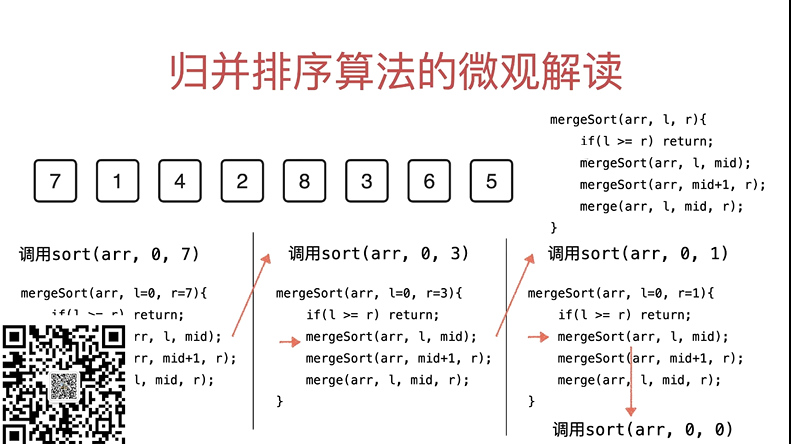 归并排序算法的微观解读
mergeSort(arr, l, r){
if(l >= r) return;
mergeSort(arr, l, mid);
mergeSort(arr, mid+1, r);
merge(arr, l, mid, r);
}
7 1 4 2 8 3 6 5
调用sort(arr, 0, 7)
mergeSort(arr, l=0, r=7){
if(l >= r) return;
rr, l, mid);
rr, mid+1, r);
l, mid, r);
调用sort(arr, 0, 3)
mergeSort(arr, l=0, r=3){
if(l >= r) return;
mergeSort(arr, l, mid);
mergeSort(arr, mid+1, r);
merge(arr, l, mid, r);
}
调用sort(arr, 0, 1)
mergeSort(arr, l=0, r=1){
if(l >= r) return;
mergeSort(arr, l, mid);
mergeSort(arr, mid+1, r);
merge(arr, l, mid, r);
}
调用sort(arr, 0, 0)